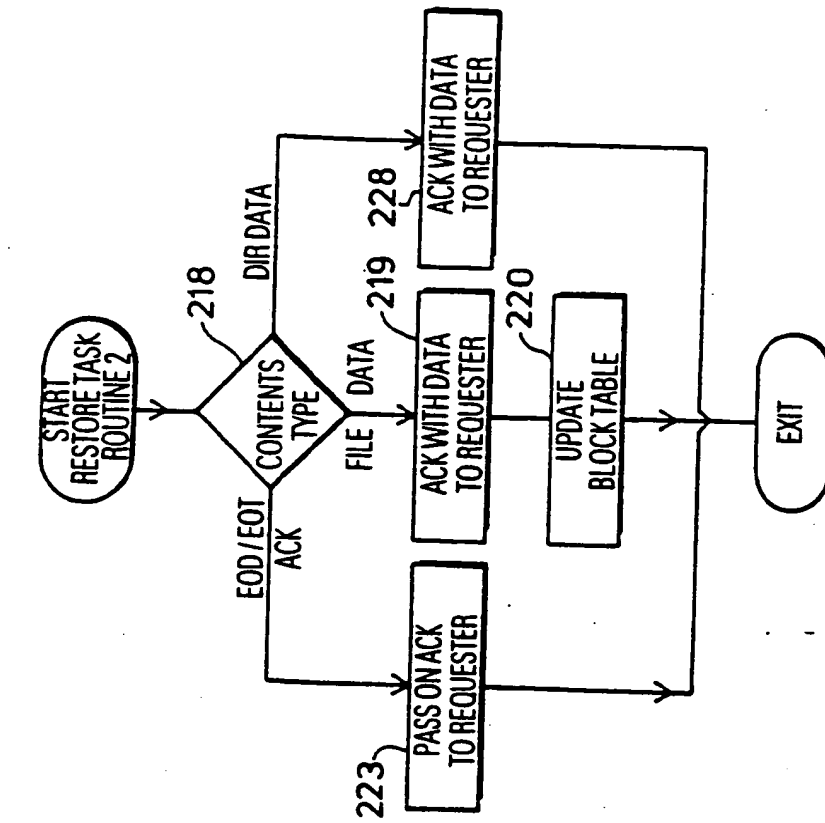 START
RESTORE TASK
ROUTINE 2
218
CONTENTS
TYPE
EOD / EOT
ACK
FILE DATA
DIR DATA
223
PASS ON ACK
TO REQUESTER
219
ACK WITH DATA
TO REQUESTER
228
ACK WITH DATA
TO REQUESTER
220
UPDATE
BLOCK TABLE
EXIT